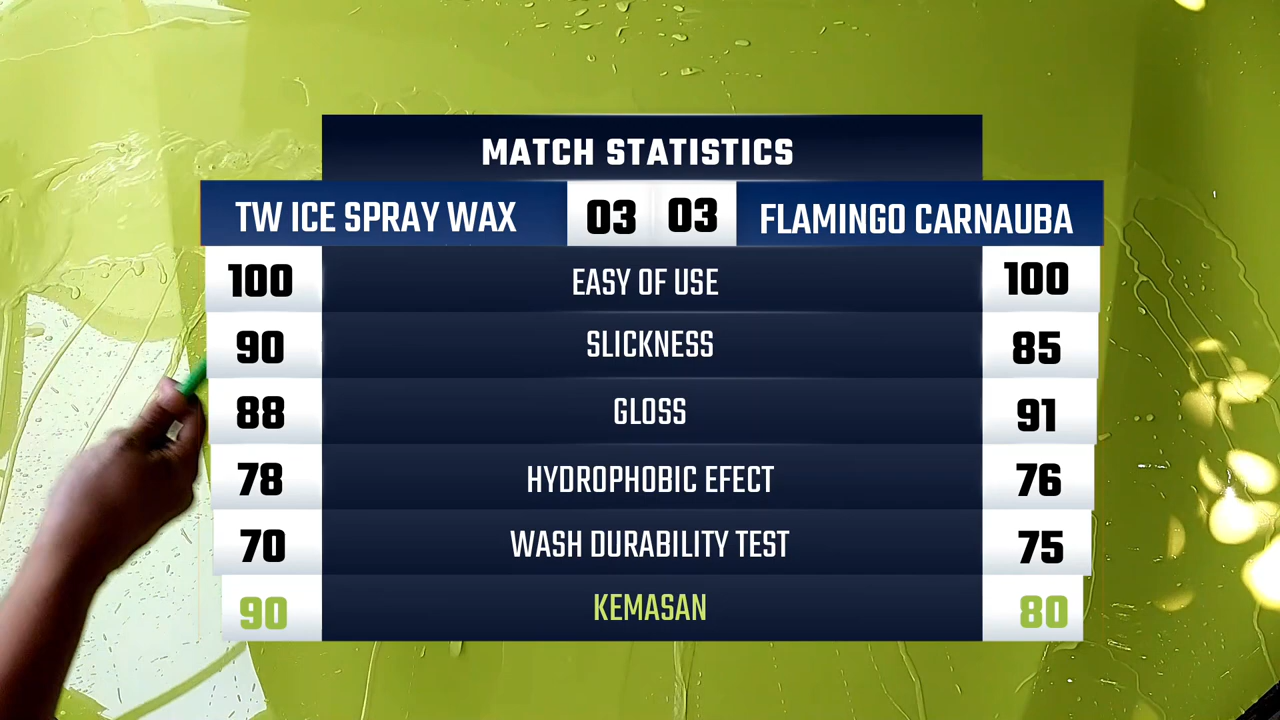 MATCH STATISTICS
TW ICE SPRAY WAX 03 03 FLAMINGO CARNAUBA
100 EASY OF USE 100
90 SLICKNESS 85
88 GLOSS 91
78 HYDROPHOBIC EFECT 76
70 WASH DURABILITY TEST 75
90 KEMASAN 80